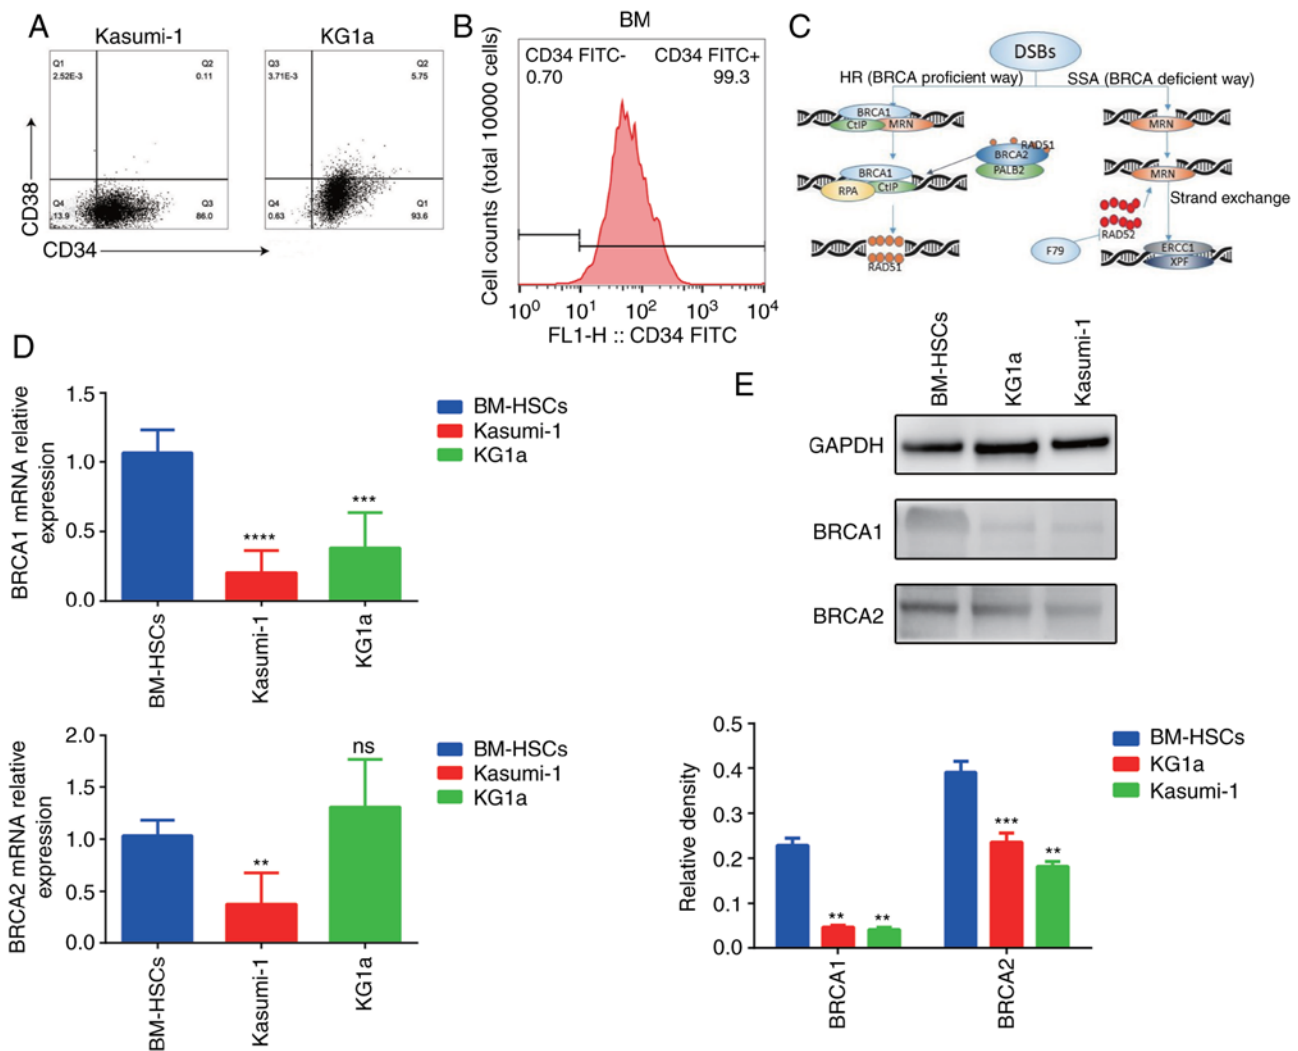 A
Kasumi-1
KG1a
Q1
2.52E-3
Q2
0.11
Q4
13.9
Q3
86.0
Q3
3.71E-3
Q2
5.75
Q4
0.63
Q1
93.6
CD38
CD34
B
BM
CD34 FITC-
0.70
CD34 FITC+
99.3
Cell counts (total 10000 cells)
10⁰ 10¹ 10² 10³ 10⁴
FL1-H :: CD34 FITC
C
DSBs
HR (BRCA proficient way)
SSA (BRCA deficient way)
BRCA1
CtIP
MRN
MRN
RAD51
BRCA2
PALB2
BRCA1
RPA
CtIP
MRN
Strand exchange
RAD52
F79
RAD51
ERCC1
XPF
D
BRCA1 mRNA relative
expression
1.5
1.0
0.5
0.0
****
***
BM-HSCs
Kasumi-1
KG1a
BM-HSCs
Kasumi-1
KG1a
BRCA2 mRNA relative
expression
2.0
1.5
1.0
0.5
0.0
**
ns
BM-HSCs
Kasumi-1
KG1a
BM-HSCs
Kasumi-1
KG1a
E
BM-HSCs
KG1a
Kasumi-1
GAPDH
BRCA1
BRCA2
Relative density
0.5
0.4
0.3
0.2
0.1
0.0
**
**
***
**
BRCA1
BRCA2
BM-HSCs
KG1a
Kasumi-1